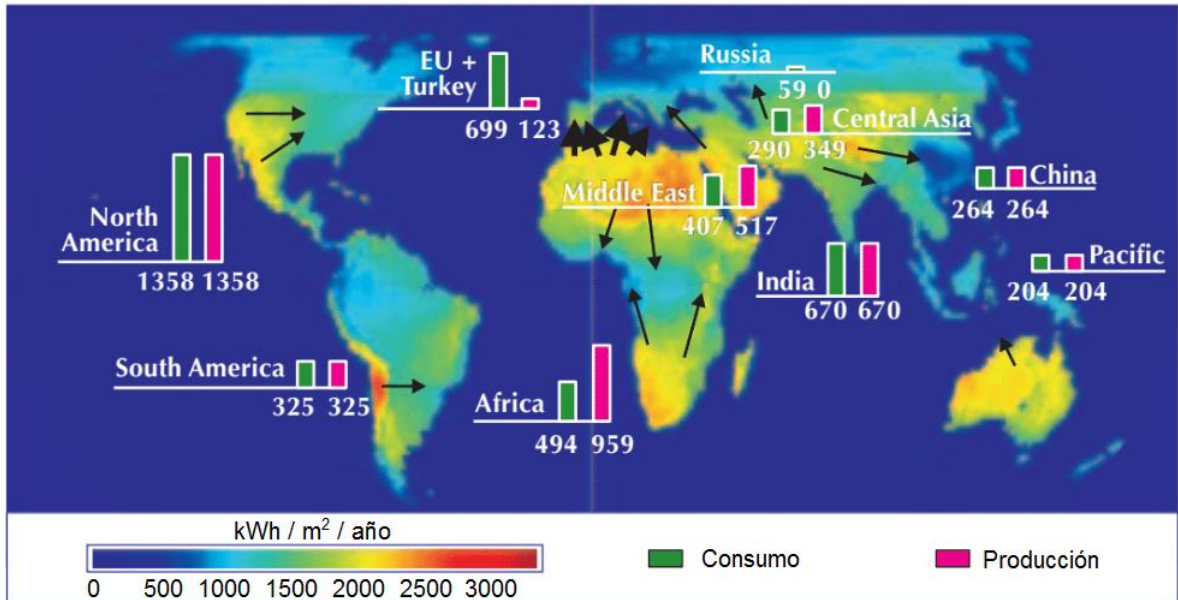 EU +
Turkey
699 123
Russia
59 0
Central Asia
290 349
Middle East
407 517
China
264 264
North
America
1358 1358
India
670 670
Pacific
204 204
South America
325 325
Africa
494 959
kWh / m² / año
0 500 1000 1500 2000 2500 3000
Consumo
Producción